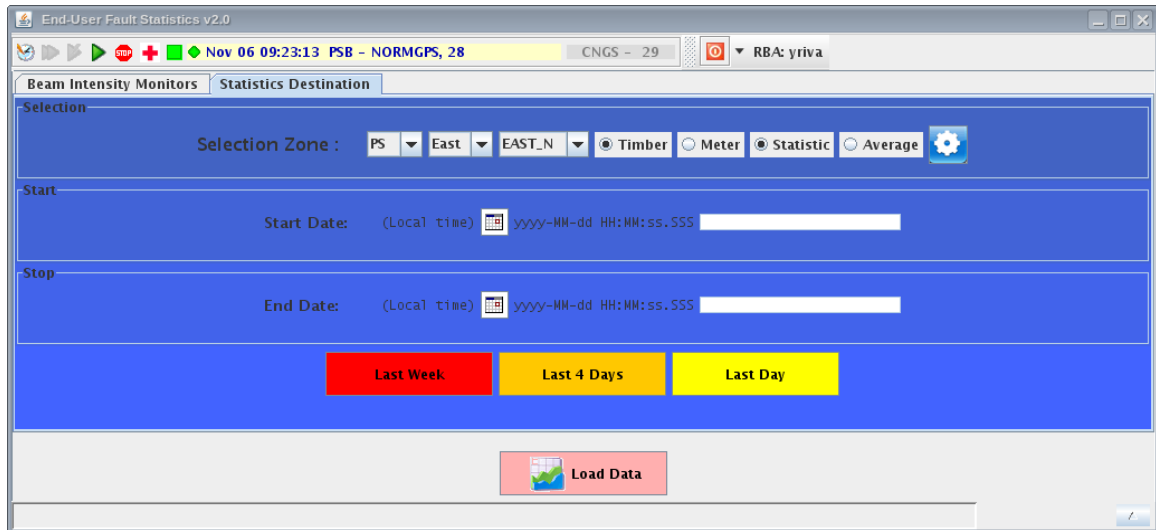 End-User Fault Statistics v2.0
STOP Nov 06 09:23:13 PSB - NORMGPS, 28 CNGS - 29 RBA: yriva
Beam Intensity Monitors Statistics Destination
Selection
Selection Zone : PS East EAST_N Timber Meter Statistic Average
Start
Start Date: (Local time) yyyy-MM-dd HH:MM:ss.SSS
Stop
End Date: (Local time) yyyy-MM-dd HH:MM:ss.SSS
Last Week Last 4 Days Last Day
Load Data